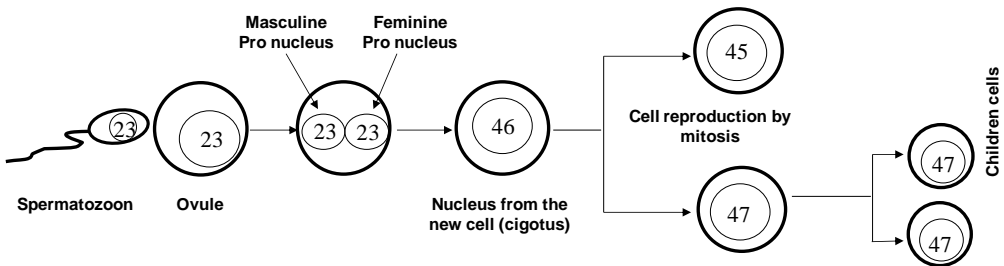 Masculine
Pro nucleus
Feminine
Pro nucleus
23
23
23
23
46
45
47
47
47
Spermatozoon
Ovule
Nucleus from the
new cell (cigotus)
Cell reproduction by
mitosis
Children cells